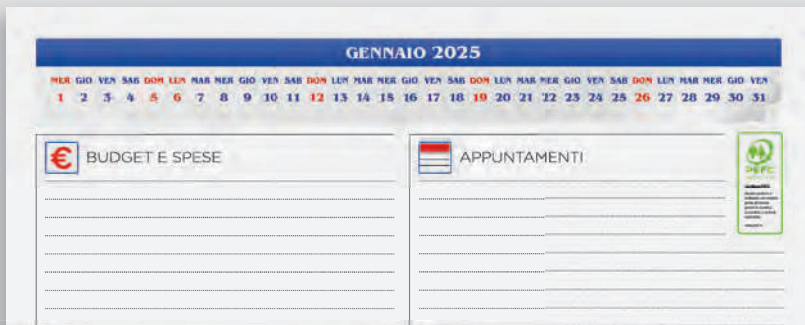 GENNAIO 2025
MER GIO VEN SAB DOM LUN MAR MER GIO VEN SAB DOM LUN MAR MER GIO VEN SAB DOM LUN MAR MER GIO VEN SAB DOM LUN MAR MER GIO VEN
1 2 3 4 5 6 7 8 9 10 11 12 13 14 15 16 17 18 19 20 21 22 23 24 25 26 27 28 29 30 31
BUDGET E SPESE
APPUNTAMENTI
PEFC